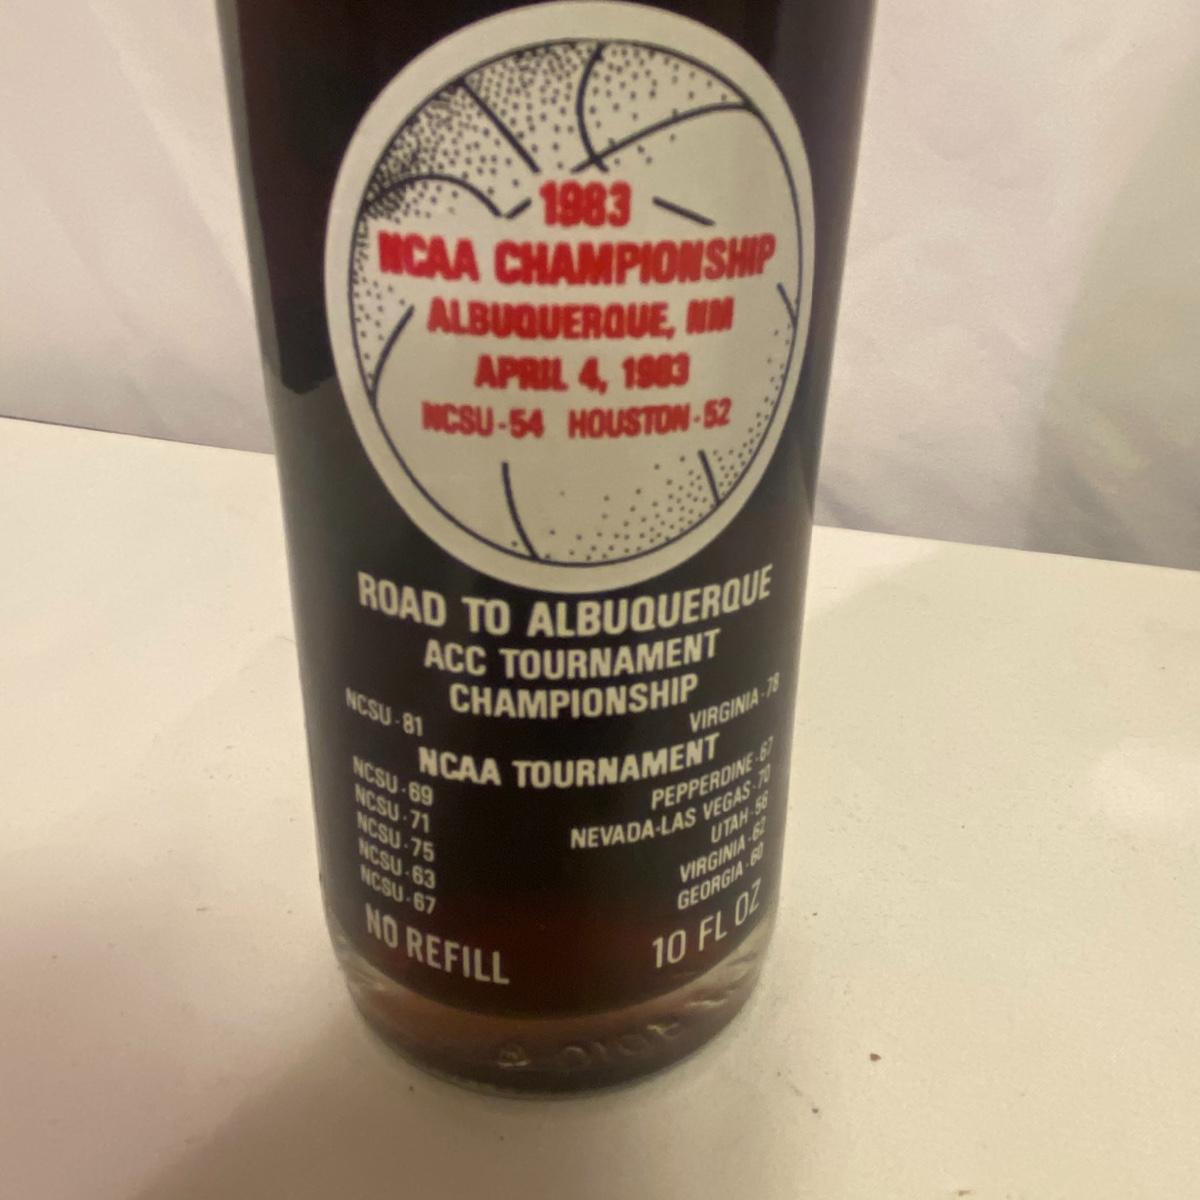 1983
NCAA CHAMPIONSHIP
ALBUQUERQUE, NM
APRIL 4, 1983
NCSU-54 HOUSTON-52
ROAD TO ALBUQUERQUE
ACC TOURNAMENT
CHAMPIONSHIP
NCSU-81 VIRGINIA-78
NCAA TOURNAMENT
NCSU-69 PEPPERDINE-67
NCSU-71 NEVADA-LAS VEGAS-70
NCSU-75 UTAH-56
NCSU-63 VIRGINIA-62
NCSU-67 GEORGIA-60
NO REFILL 10 FL OZ